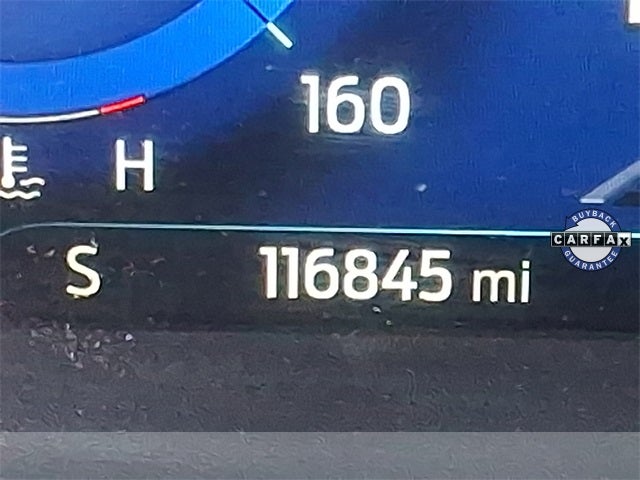 160
H
BUYBACK
CARFAX
GUARANTEE
S 116845 mi